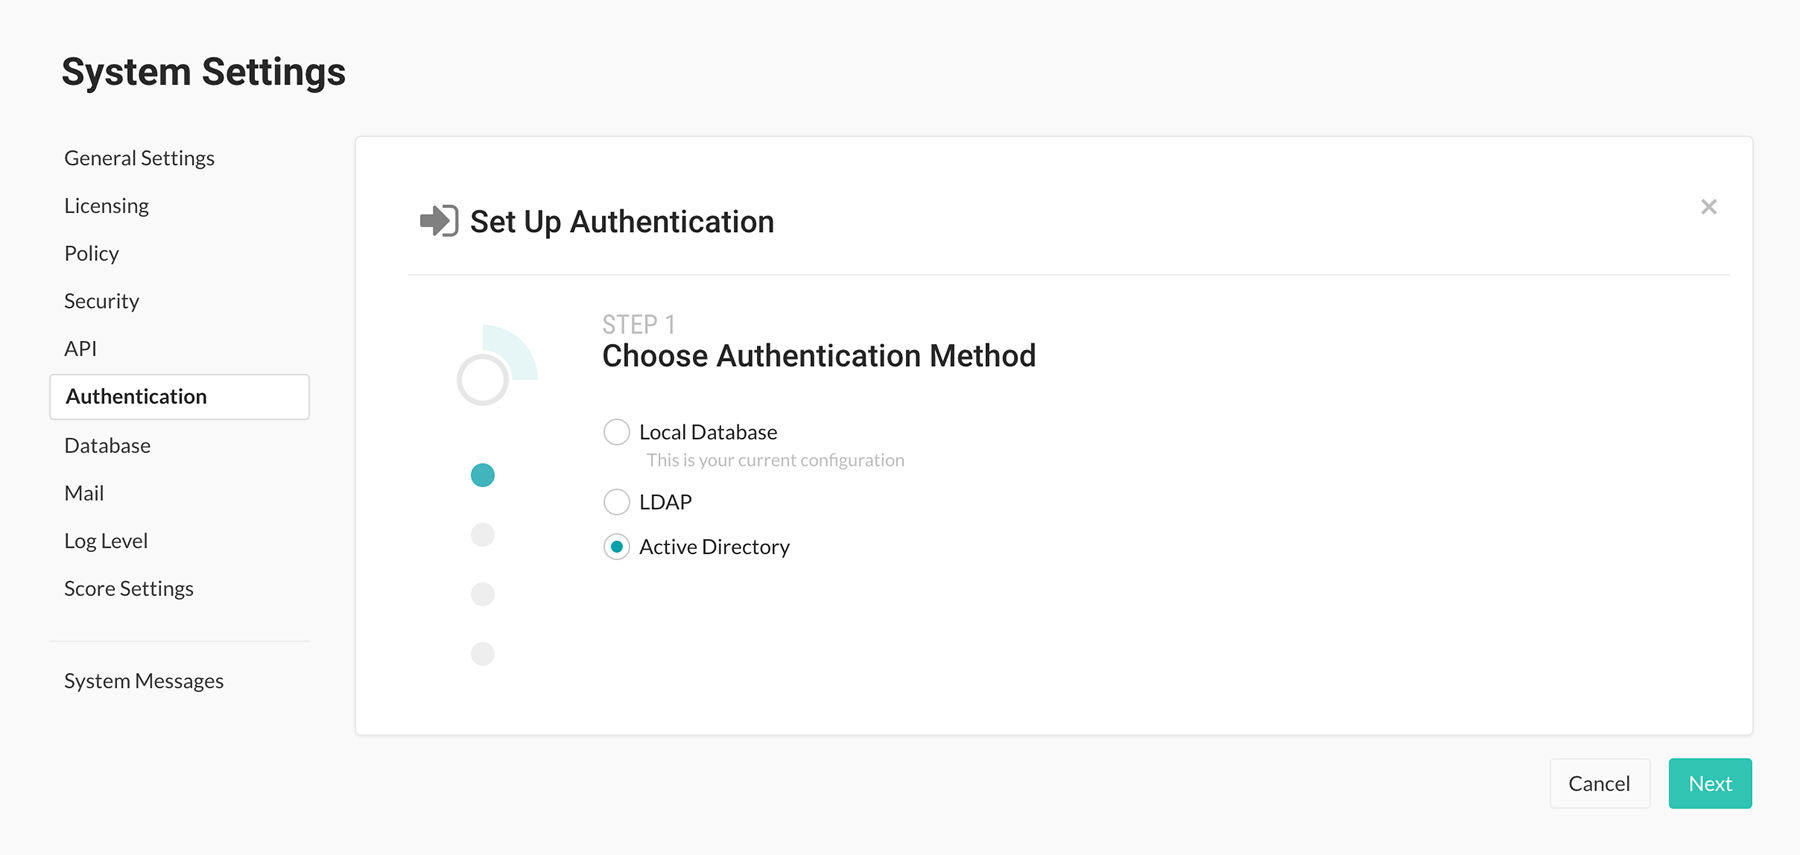 System Settings
General Settings
Licensing
Policy
Security
API
Authentication
Database
Mail
Log Level
Score Settings
System Messages
Set Up Authentication
STEP 1
Choose Authentication Method
Local Database
This is your current configuration
LDAP
Active Directory
Cancel
Next